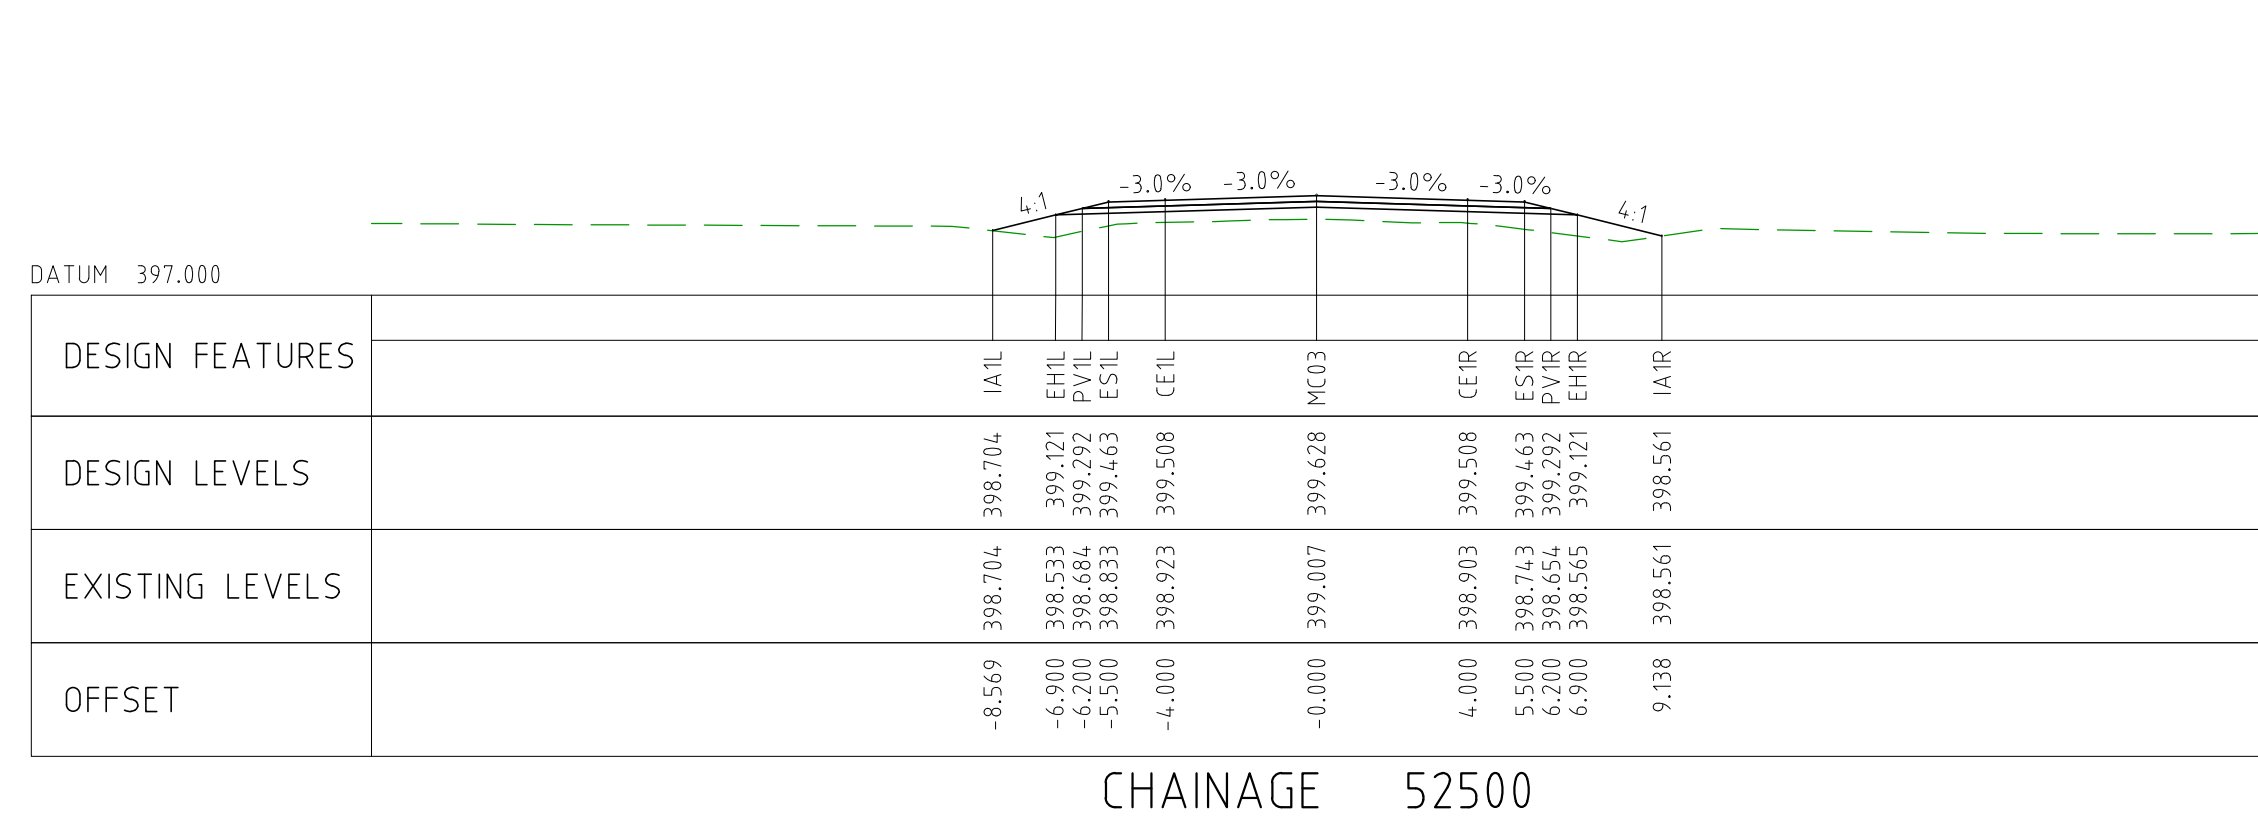 4:1 -3.0% -3.0% -3.0% -3.0% 4:1
DATUM 397.000
DESIGN FEATURES IA1L EH1L PV1L ES1L CE1L MC03 CE1R ES1R PV1R EH1R IA1R
DESIGN LEVELS 398.704 399.121 399.292 399.463 399.508 399.628 399.508 399.463 399.292 399.121 398.561
EXISTING LEVELS 398.704 398.533 398.684 398.833 398.923 399.007 398.903 398.743 398.654 398.565 398.561
OFFSET -8.569 -6.900 -6.200 -5.500 -4.000 -0.000 4.000 5.500 6.200 6.900 9.138
CHAINAGE 52500